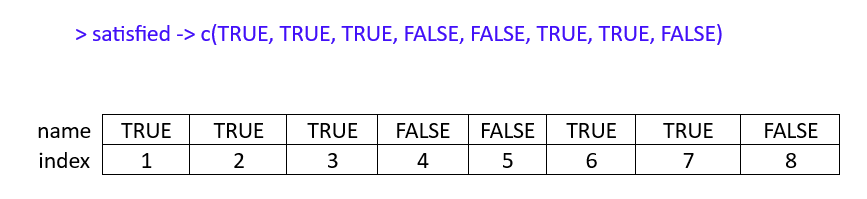 > satisfied -> c(TRUE, TRUE, TRUE, FALSE, FALSE, TRUE, TRUE, FALSE)
name TRUE TRUE TRUE FALSE FALSE TRUE TRUE FALSE
index 1 2 3 4 5 6 7 8